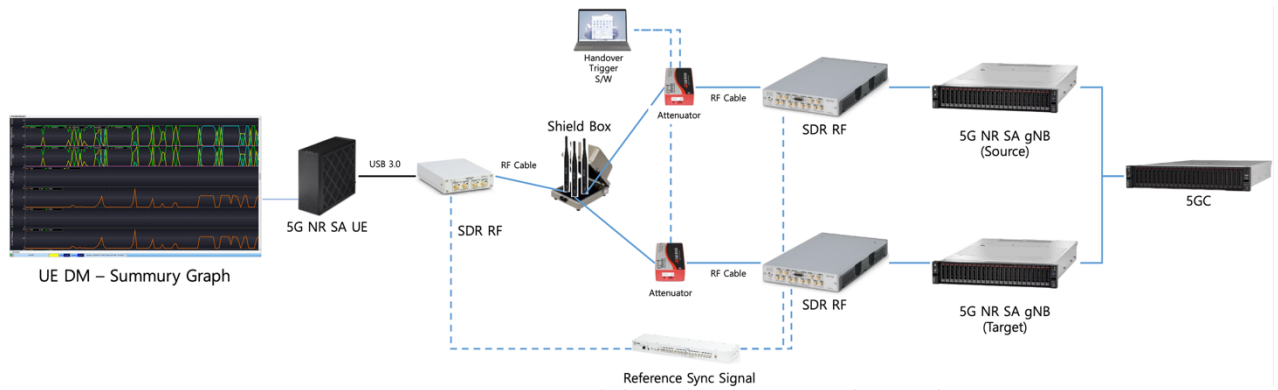 Handover
Trigger
S/W
RF Cable
Attenuator
SDR RF
5G NR SA gNB
(Source)
Shield Box
USB 3.0
RF Cable
5G NR SA UE
SDR RF
5GC
UE DM – Summury Graph
RF Cable
Attenuator
SDR RF
5G NR SA gNB
(Target)
Reference Sync Signal